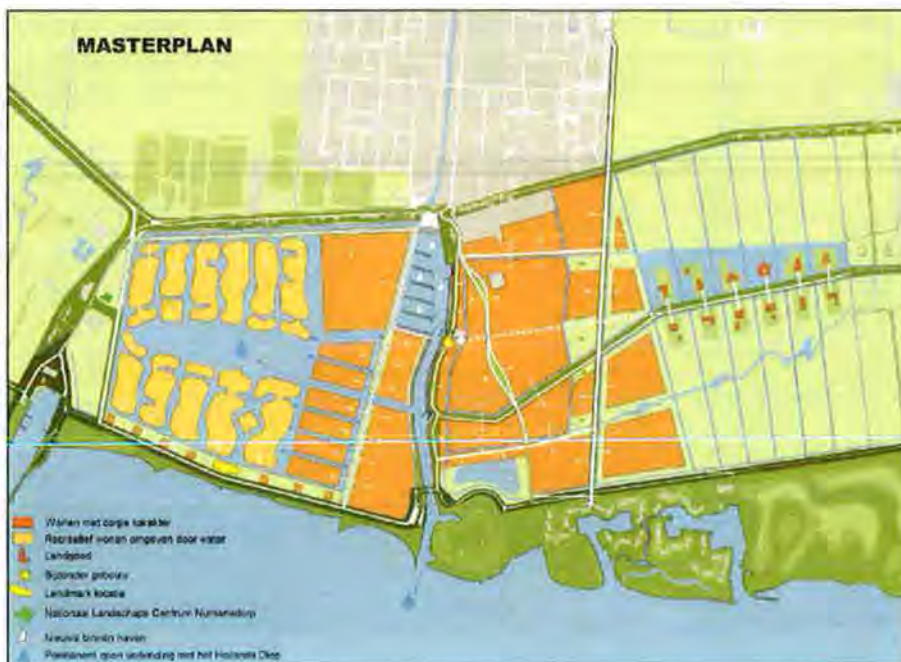 MASTERPLAN
Wonen met dorps karakter
Recreatief wonen omgeven door water
Landgoed
Bijzonder gebouw
Landmark locatie
Nationaal Landschaps Centrum Numansdorp
Nieuwe binnen haven
Permanent open verbinding met het Hollands Diep